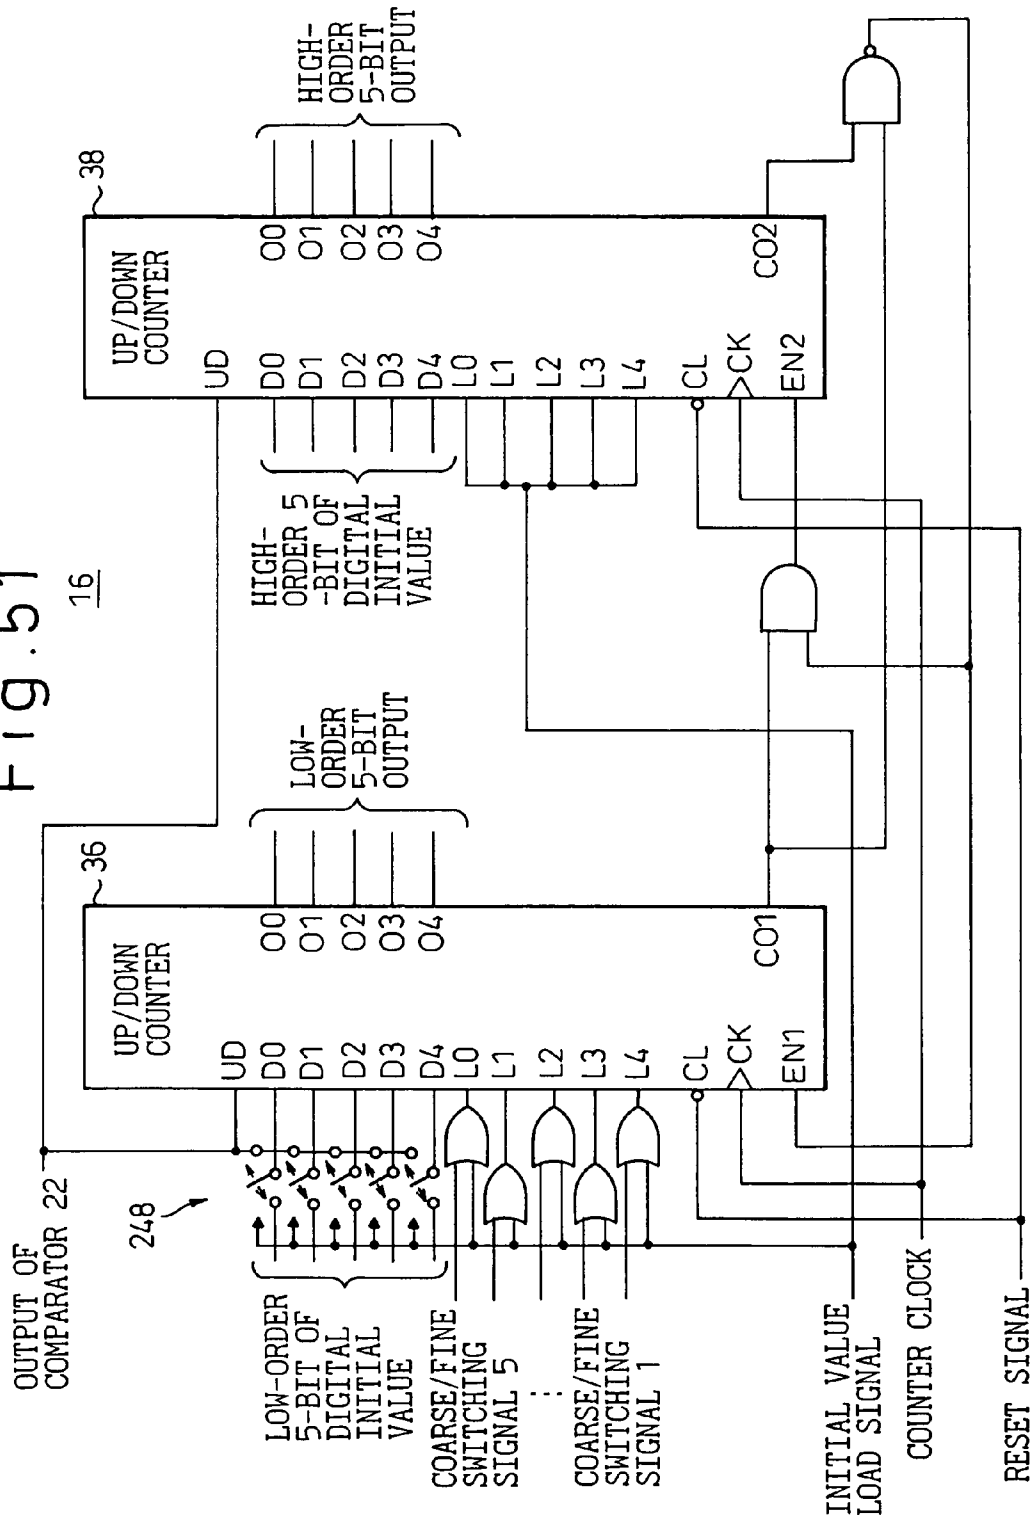 Fig.51
16
OUTPUT OF
COMPARATOR 22
248
36
UP/DOWN
COUNTER
UD
D0
D1
D2
D3
D4
L0
L1
L2
L3
L4
CL
CK
EN1
O0
O1
O2
O3
O4
CO1
LOW-ORDER
5-BIT OF
DIGITAL
INITIAL
VALUE
COARSE/FINE
SWITCHING
SIGNAL 5
⋮
COARSE/FINE
SWITCHING
SIGNAL 1
INITIAL VALUE
LOAD SIGNAL
COUNTER CLOCK
RESET SIGNAL
LOW-
ORDER
5-BIT
OUTPUT
38
UP/DOWN
COUNTER
UD
D0
D1
D2
D3
D4
L0
L1
L2
L3
L4
CL
CK
EN2
O0
O1
O2
O3
O4
CO2
HIGH-
ORDER 5
-BIT OF
DIGITAL
INITIAL
VALUE
HIGH-
ORDER
5-BIT
OUTPUT